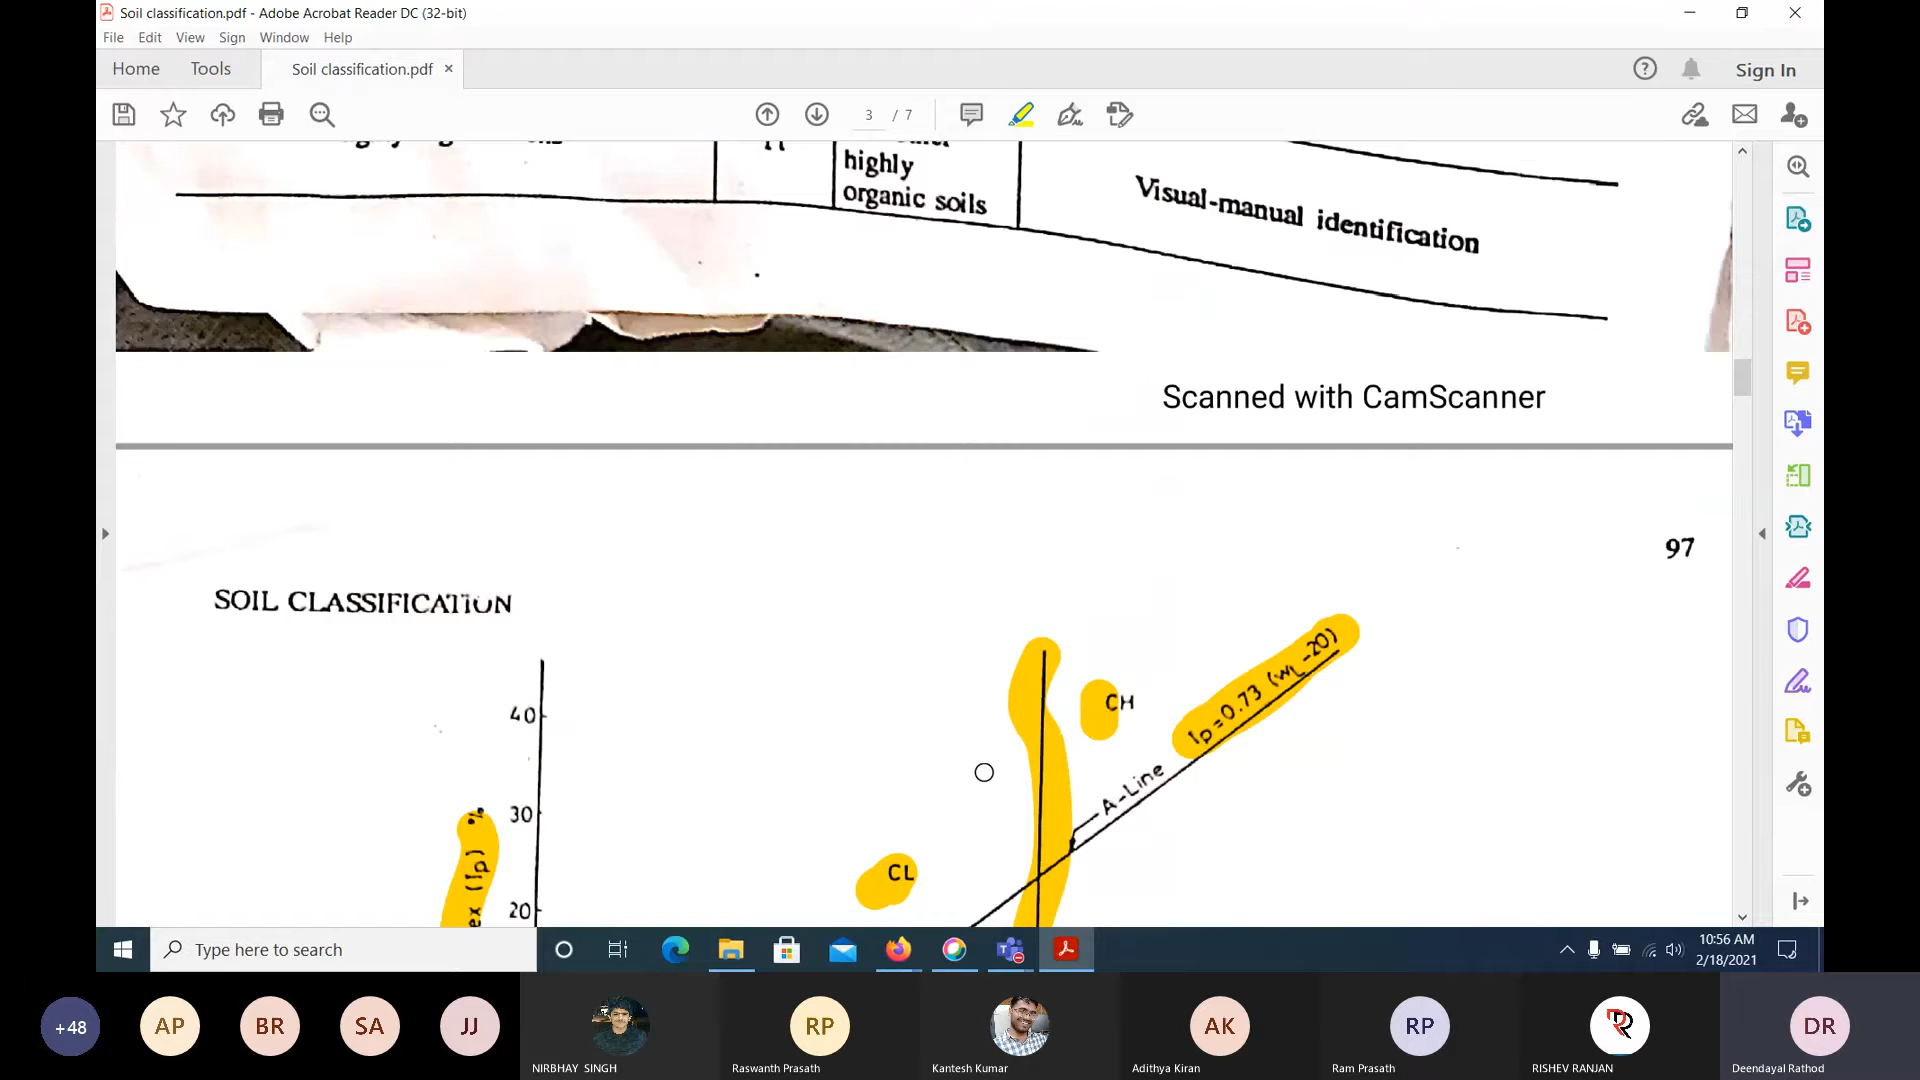 Soil classification.pdf - Adobe Acrobat Reader DC (32-bit)
File Edit View Sign Window Help
Home Tools Soil classification.pdf × Sign In
3 / 7
highly
organic soils
Visual-manual identification
Scanned with CamScanner
97
SOIL CLASSIFICATION
40
30
20
CH
Ip=0.73 (WL-20)
A-Line
CL
ex (Ip) %
Type here to search
10:56 AM
2/18/2021
+48 AP BR SA JJ RP AK RP DR
NIRBHAY SINGH Raswanth Prasath Kantesh Kumar Adithya Kiran Ram Prasath RISHEV RANJAN Deendayal Rathod